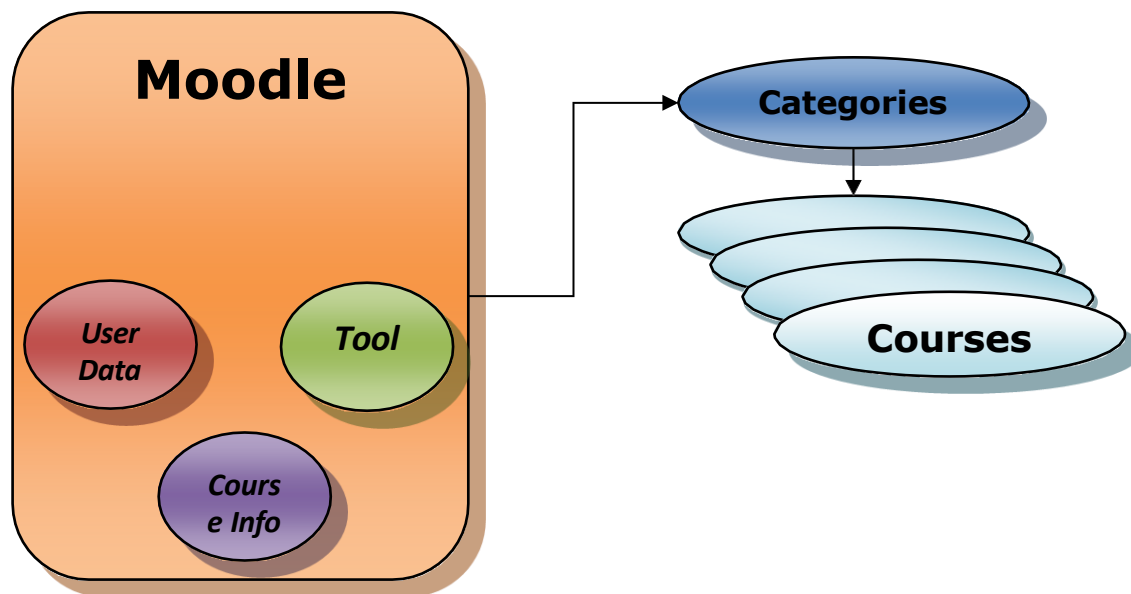 Moodle
Categories
Courses
User
Data
Tool
Cours
e Info